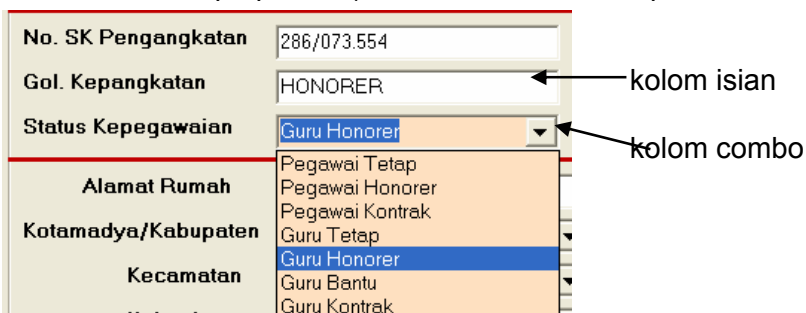 No. SK Pengangkatan 286/073.554
Gol. Kepangkatan HONORER kolom isian
Status Kepegawaian Guru Honorer kolom combo
Pegawai Tetap
Alamat Rumah Pegawai Honorer
Pegawai Kontrak
Kotamadya/Kabupaten Guru Tetap
Guru Honorer
Kecamatan Guru Bantu
Guru Kontrak